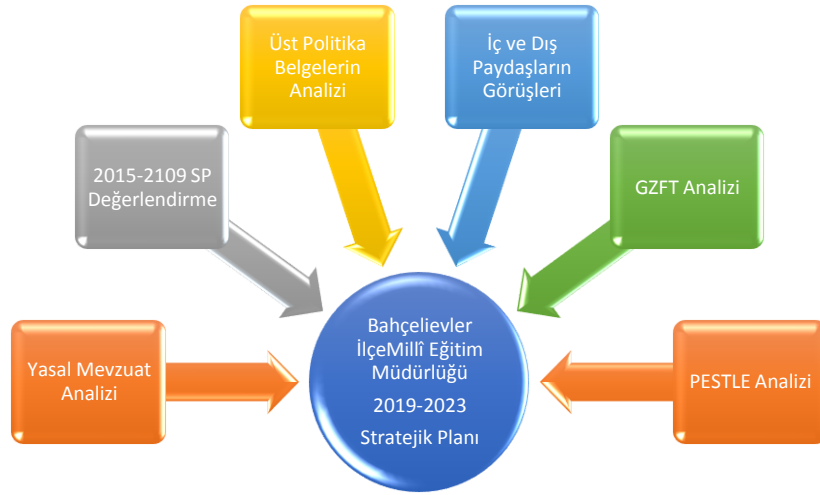 Üst Politika
Belgelerin
Analizi
İç ve Dış
Paydaşların
Görüşleri
2015-2109 SP
Değerlendirme
GZFT Analizi
Yasal Mevzuat
Analizi
Bahçelievler
İlçeMillî Eğitim
Müdürlüğü
2019-2023
Stratejik Planı
PESTLE Analizi